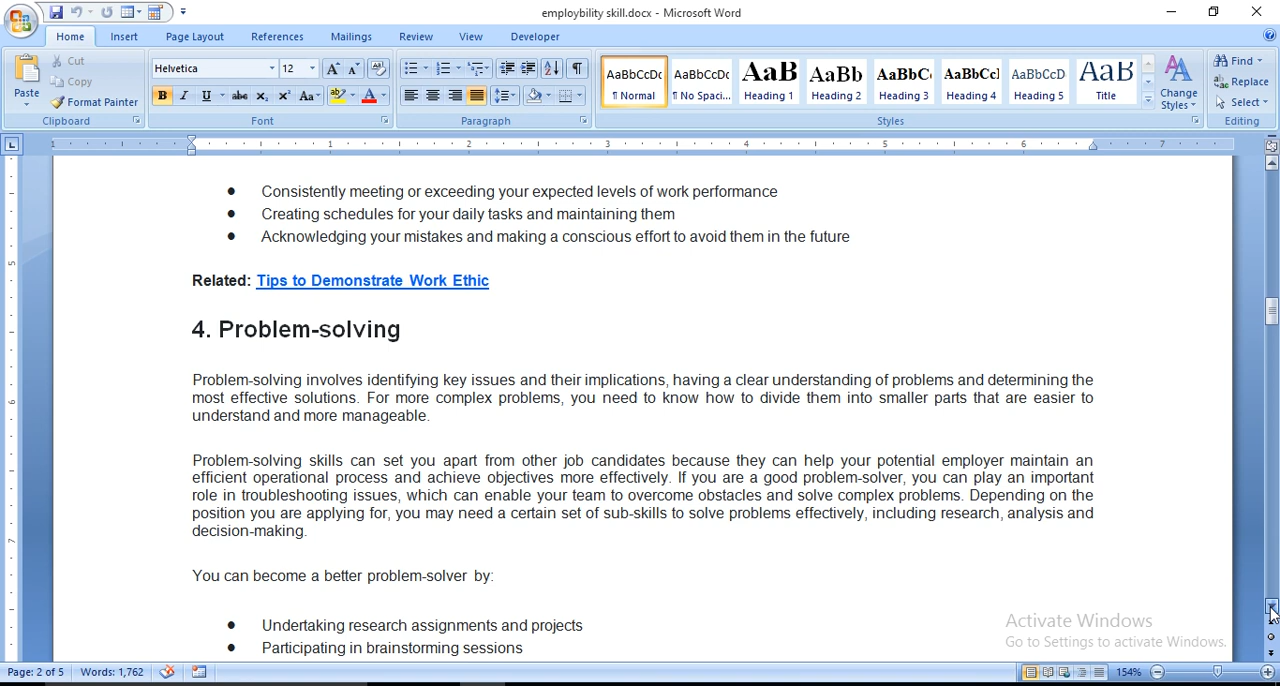 employbility skill.docx - Microsoft Word
Home Insert Page Layout References Mailings Review View Developer
Paste Cut Copy Format Painter Clipboard
Helvetica 12 Font
Paragraph
AaBbCcDc AaBbCcDc AaB AaBb AaBbC AaBbCcI AaBbCcD AaB
¶ Normal ¶ No Spaci... Heading 1 Heading 2 Heading 3 Heading 4 Heading 5 Title
Change Styles Styles
Find Replace Select Editing
1 1 2 3 4 5 6 7
● Consistently meeting or exceeding your expected levels of work performance
● Creating schedules for your daily tasks and maintaining them
● Acknowledging your mistakes and making a conscious effort to avoid them in the future
Related: Tips to Demonstrate Work Ethic
4. Problem-solving
Problem-solving involves identifying key issues and their implications, having a clear understanding of problems and determining the
most effective solutions. For more complex problems, you need to know how to divide them into smaller parts that are easier to
understand and more manageable.
Problem-solving skills can set you apart from other job candidates because they can help your potential employer maintain an
efficient operational process and achieve objectives more effectively. If you are a good problem-solver, you can play an important
role in troubleshooting issues, which can enable your team to overcome obstacles and solve complex problems. Depending on the
position you are applying for, you may need a certain set of sub-skills to solve problems effectively, including research, analysis and
decision-making.
You can become a better problem-solver by:
● Undertaking research assignments and projects
● Participating in brainstorming sessions
Activate Windows
Go to Settings to activate Windows.
Page: 2 of 5 Words: 1,762 154%